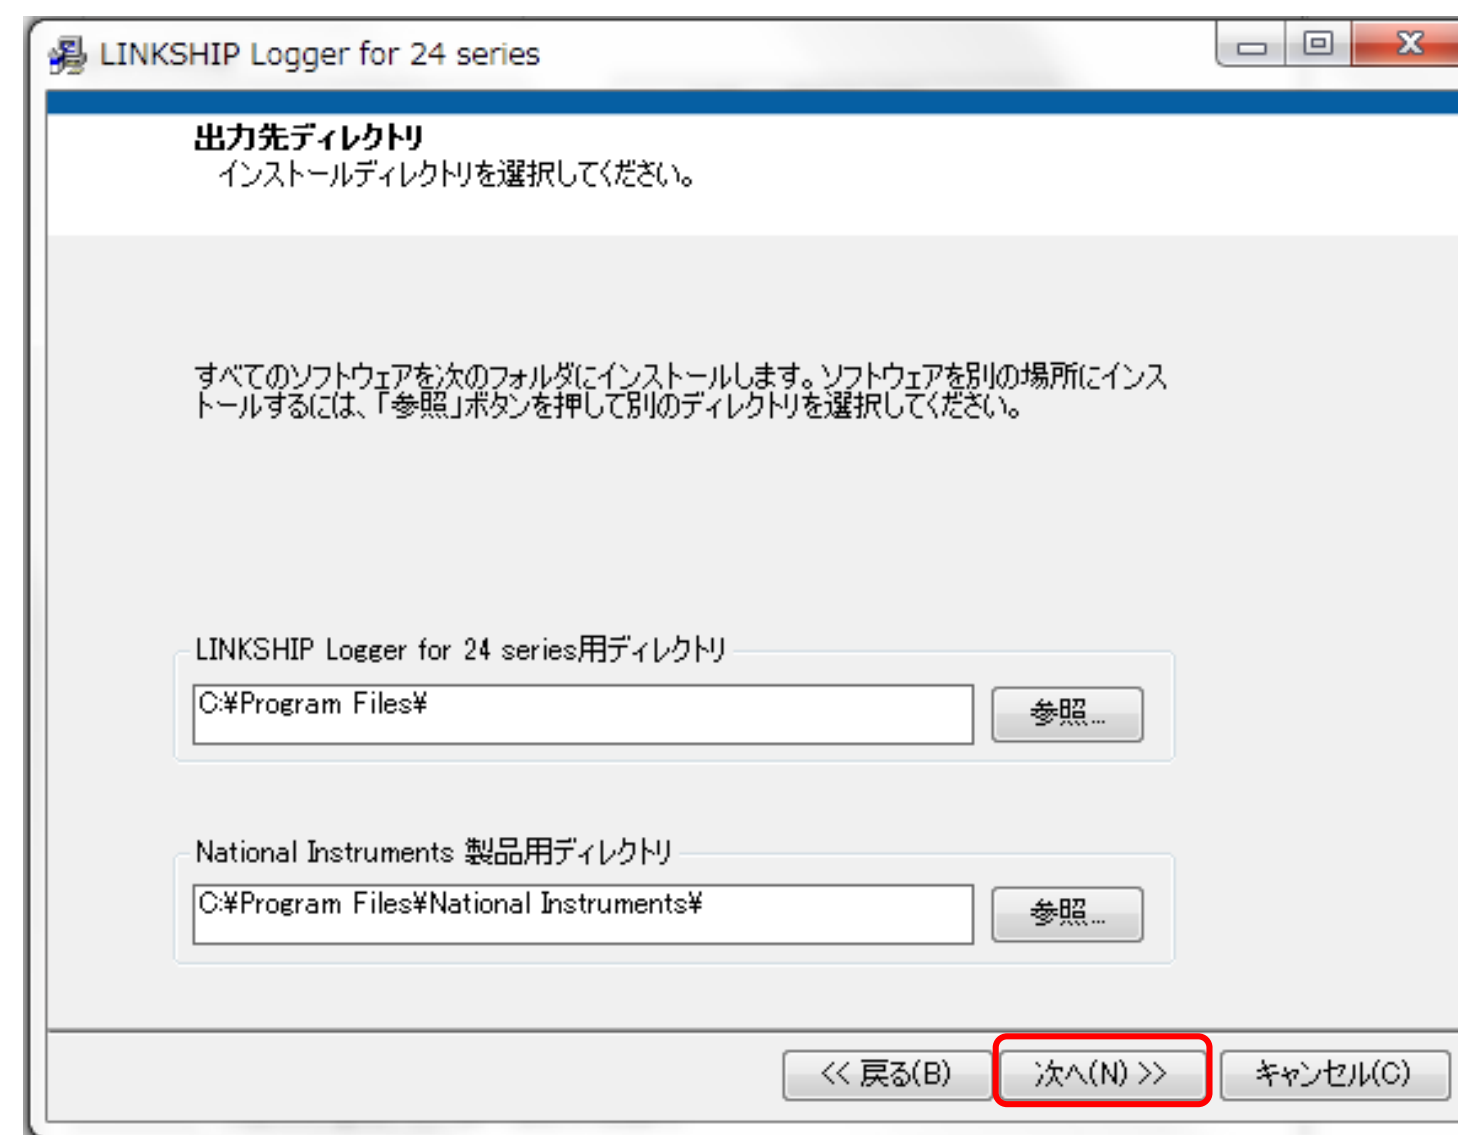 LINKSHIP Logger for 24 series
出力先ディレクトリ
インストールディレクトリを選択してください。
すべてのソフトウェアを次のフォルダにインストールします。ソフトウェアを別の場所にインス
トールするには、「参照」ボタンを押して別のディレクトリを選択してください。
LINKSHIP Logger for 24 series用ディレクトリ
C:¥Program Files¥
参照...
National Instruments 製品用ディレクトリ
C:¥Program Files¥National Instruments¥
参照...
<< 戻る(B) 次へ(N) >> キャンセル(C)